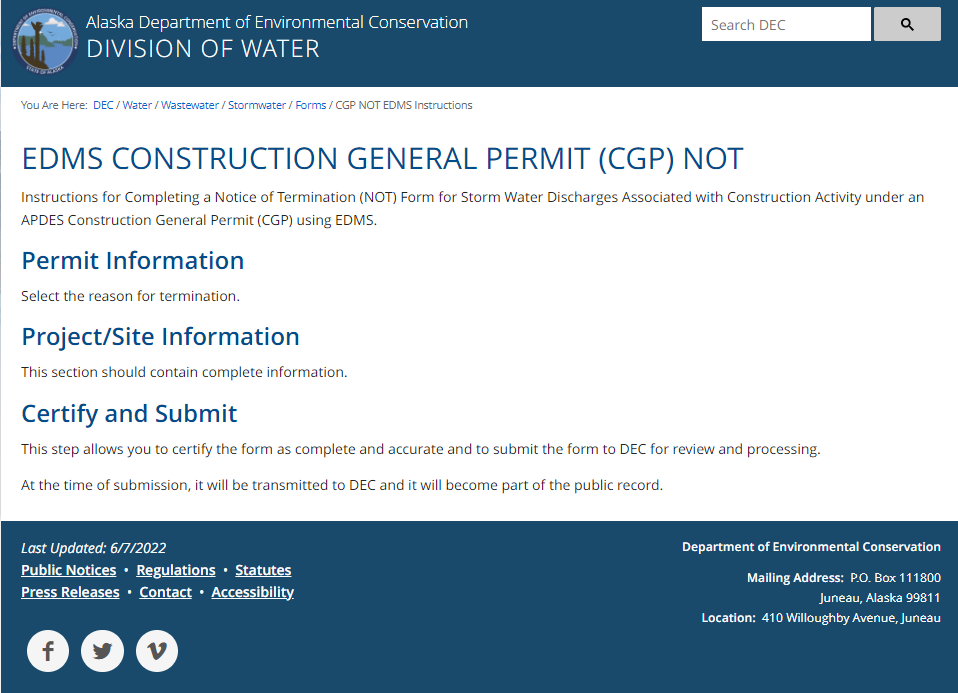 Alaska Department of Environmental Conservation
DIVISION OF WATER
Search DEC
You Are Here: DEC / Water / Wastewater / Stormwater / Forms / CGP NOT EDMS Instructions
EDMS CONSTRUCTION GENERAL PERMIT (CGP) NOT
Instructions for Completing a Notice of Termination (NOT) Form for Storm Water Discharges Associated with Construction Activity under an
APDES Construction General Permit (CGP) using EDMS.
Permit Information
Select the reason for termination.
Project/Site Information
This section should contain complete information.
Certify and Submit
This step allows you to certify the form as complete and accurate and to submit the form to DEC for review and processing.
At the time of submission, it will be transmitted to DEC and it will become part of the public record.
Last Updated: 6/7/2022
Public Notices • Regulations • Statutes
Press Releases • Contact • Accessibility
Department of Environmental Conservation
Mailing Address: P.O. Box 111800
Juneau, Alaska 99811
Location: 410 Willoughby Avenue, Juneau